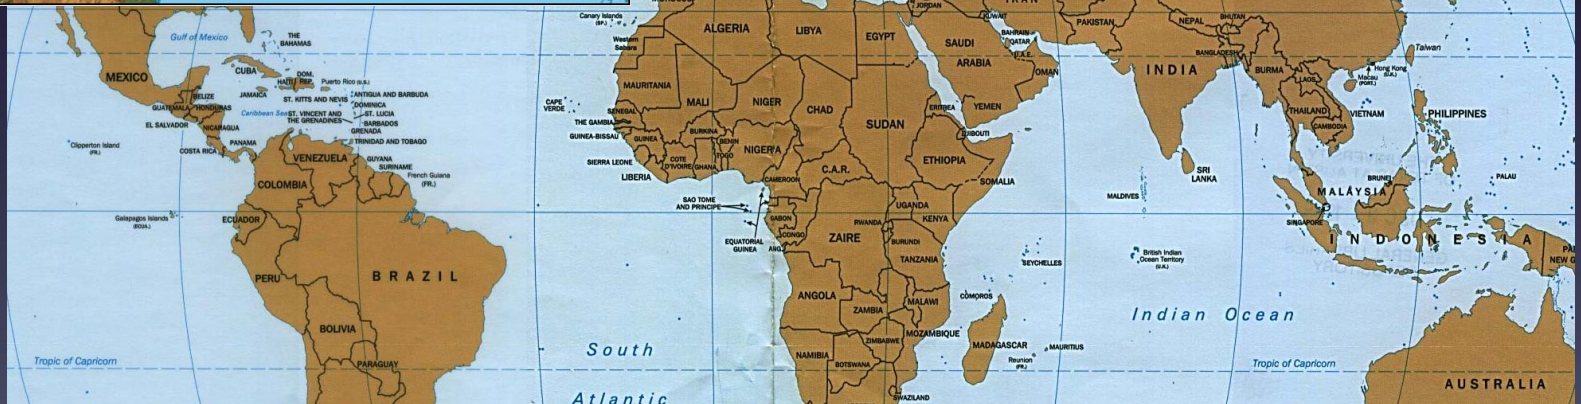 JORDAN
KUWAIT
PAKISTAN
NEPAL
BHUTAN
Canary Islands
(SP.)
Gulf of Mexico
THE
BAHAMAS
Western
Sahara
ALGERIA
LIBYA
EGYPT
SAUDI
ARABIA
BAHRAIN
QATAR
U.A.E.
OMAN
BANGLADESH
INDIA
BURMA
LAOS
Taiwan
Hong Kong
(U.K.)
Macau
(PORT.)
MEXICO
CUBA
HAITI
DOM.
REP.
Puerto Rico (U.S.)
JAMAICA
BELIZE
GUATEMALA
HONDURAS
EL SALVADOR
NICARAGUA
COSTA RICA
PANAMA
ST. KITTS AND NEVIS
ANTIGUA AND BARBUDA
DOMINICA
Caribbean Sea
ST. VINCENT AND
THE GRENADINES
ST. LUCIA
BARBADOS
GRENADA
TRINIDAD AND TOBAGO
CAPE
VERDE
MAURITANIA
MALI
NIGER
CHAD
SUDAN
ERITREA
YEMEN
DJIBOUTI
SENEGAL
THE GAMBIA
GUINEA-BISSAU
GUINEA
SIERRA LEONE
LIBERIA
BURKINA
COTE
D'IVOIRE
GHANA
TOGO
BENIN
NIGERIA
CAMEROON
C.A.R.
ETHIOPIA
SOMALIA
THAILAND
VIETNAM
CAMBODIA
PHILIPPINES
Clipperton Island
(FR.)
VENEZUELA
GUYANA
SURINAME
French Guiana
(FR.)
COLOMBIA
SRI
LANKA
MALDIVES
BRUNEI
MALAYSIA
PALAU
SINGAPORE
Galapagos Islands
(ECUA.)
ECUADOR
SAO TOME
AND PRINCIPE
EQUATORIAL
GUINEA
GABON
CONGO
ANG.
ZAIRE
UGANDA
KENYA
RWANDA
BURUNDI
TANZANIA
SEYCHELLES
British Indian
Ocean Territory
(U.K.)
INDONESIA
PERU
BRAZIL
ANGOLA
ZAMBIA
MALAWI
COMOROS
Indian Ocean
BOLIVIA
ZIMBABWE
MOZAMBIQUE
MADAGASCAR
MAURITIUS
Reunion
(FR.)
Tropic of Capricorn
PARAGUAY
South
Atlantic
NAMIBIA
BOTSWANA
SWAZILAND
Tropic of Capricorn
AUSTRALIA